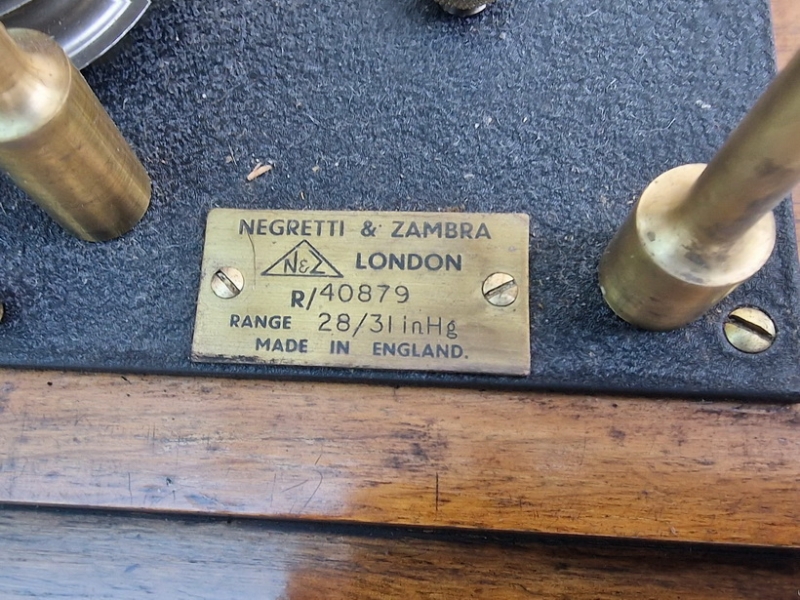 NEGRETTI & ZAMBRA
N&Z LONDON
R/40879
RANGE 28/31 inHg
MADE IN ENGLAND.